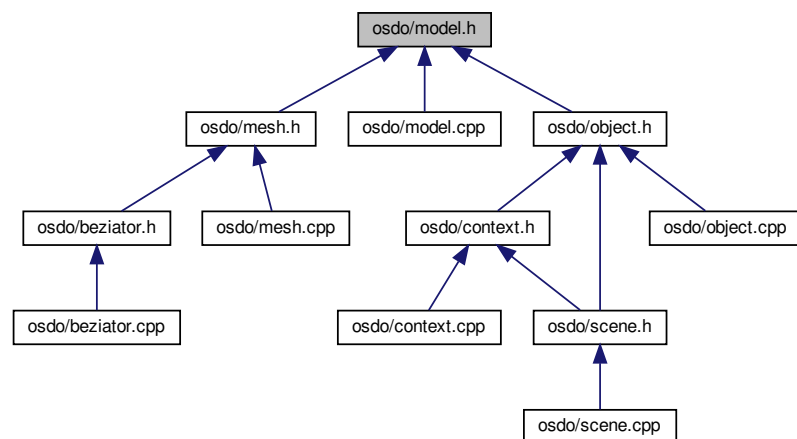 osdo/model.h
osdo/mesh.h
osdo/model.cpp
osdo/object.h
osdo/beziator.h
osdo/mesh.cpp
osdo/context.h
osdo/object.cpp
osdo/beziator.cpp
osdo/context.cpp
osdo/scene.h
osdo/scene.cpp